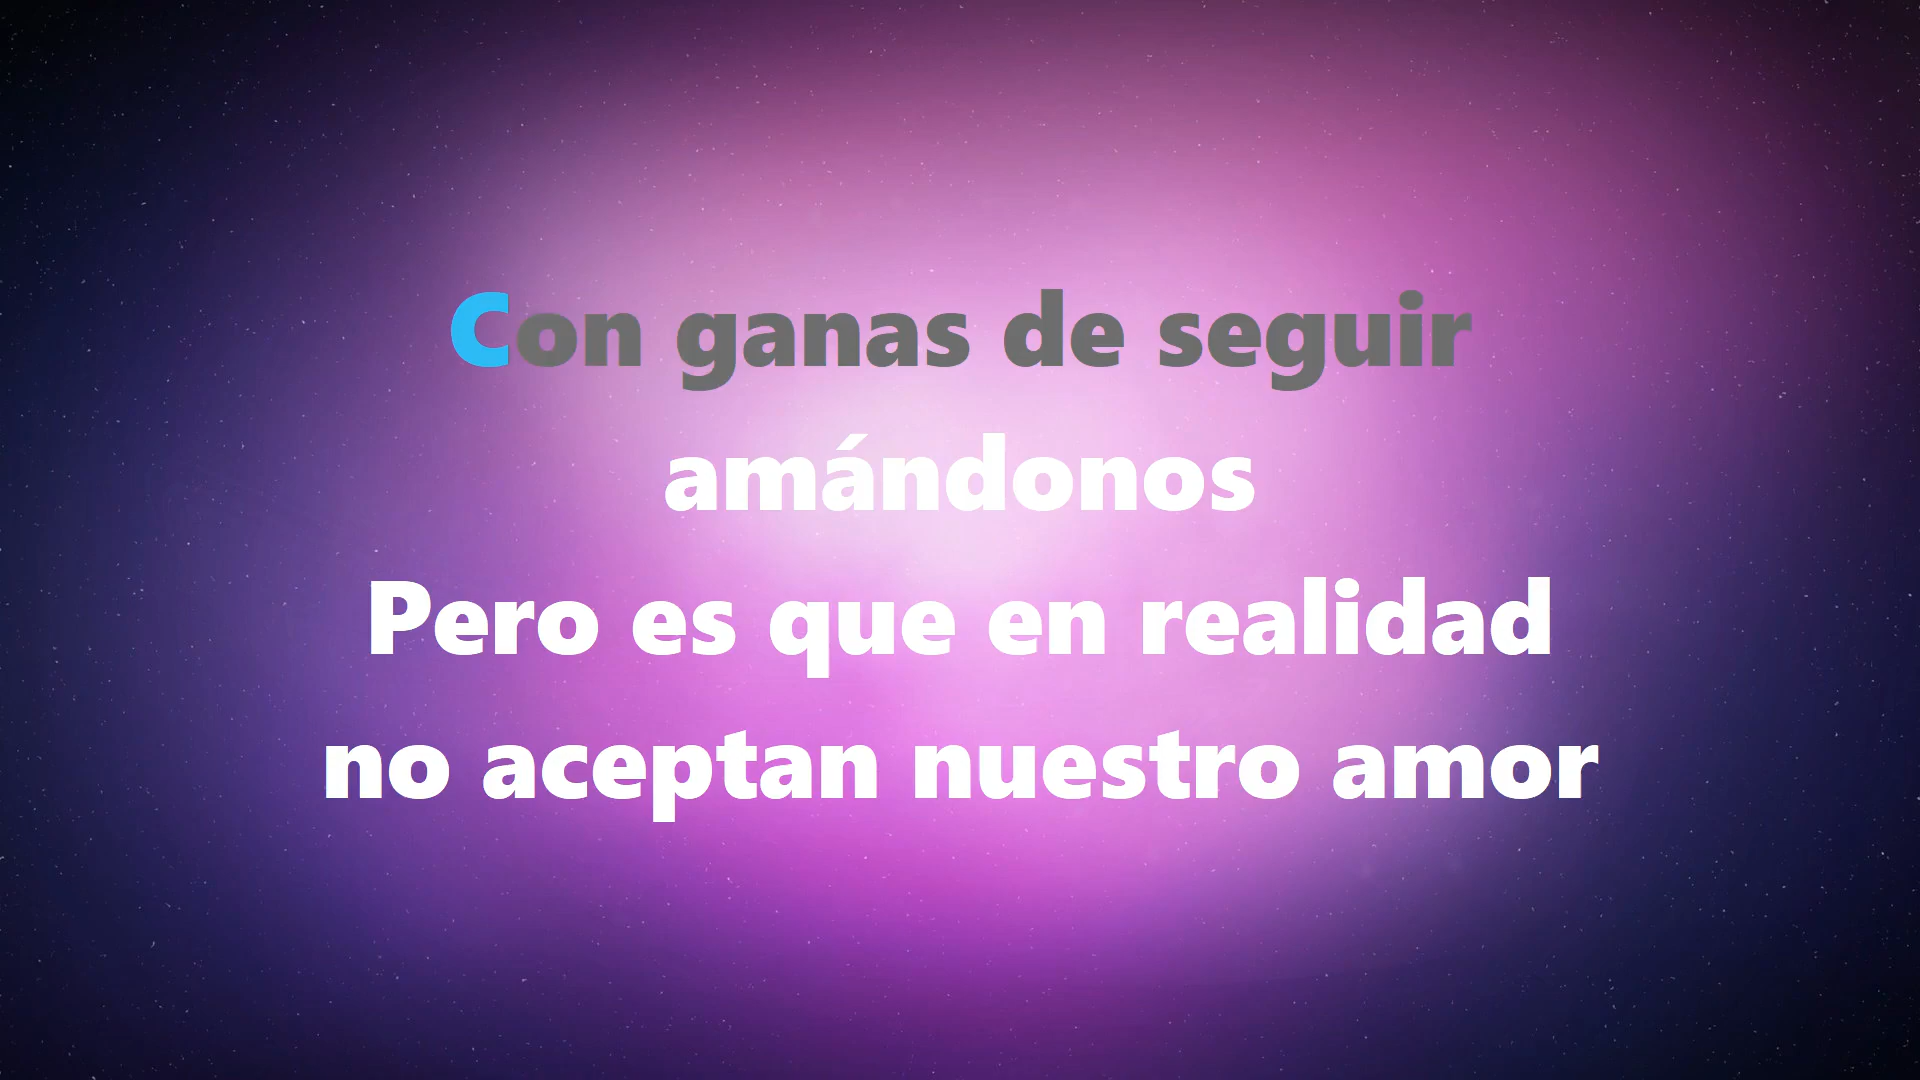 Con ganas de seguir
amándonos
Pero es que en realidad
no aceptan nuestro amor